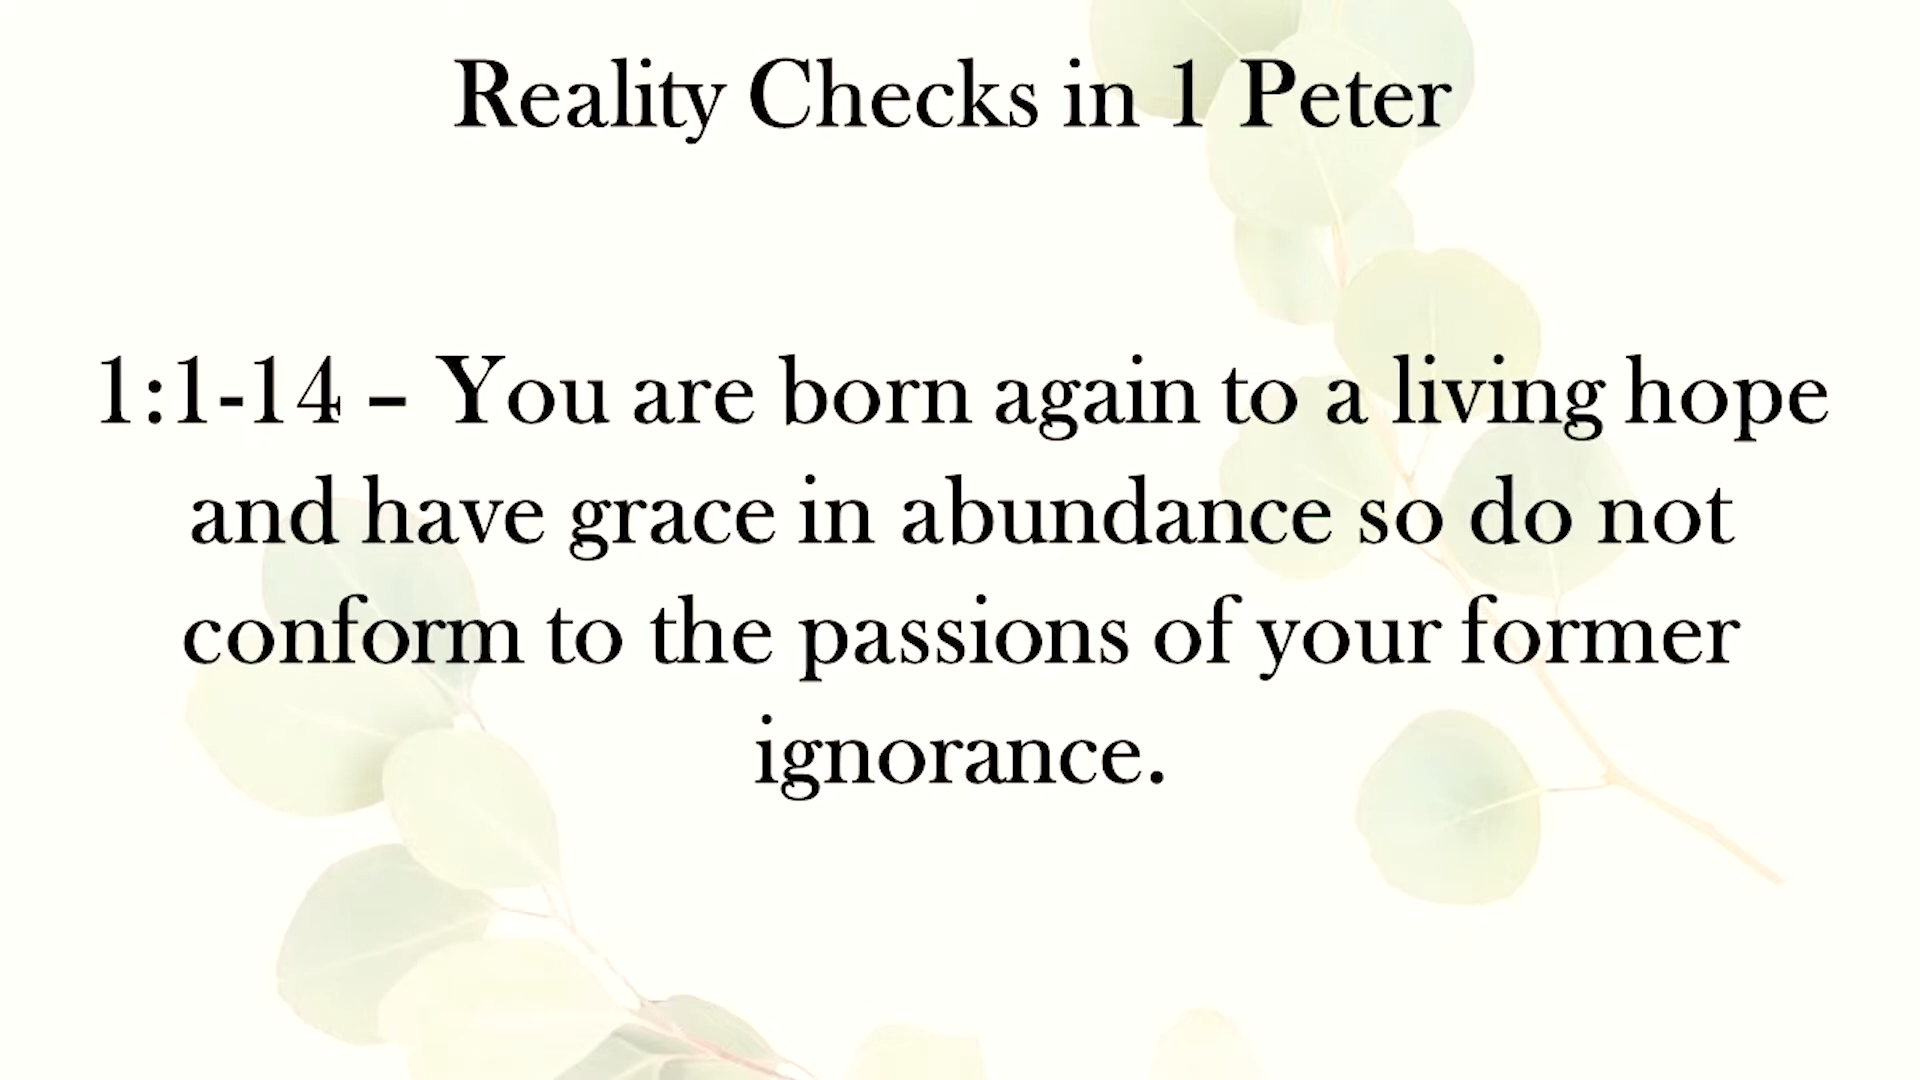 Reality Checks in 1 Peter
1:1-14 – You are born again to a living hope
and have grace in abundance so do not
conform to the passions of your former
ignorance.